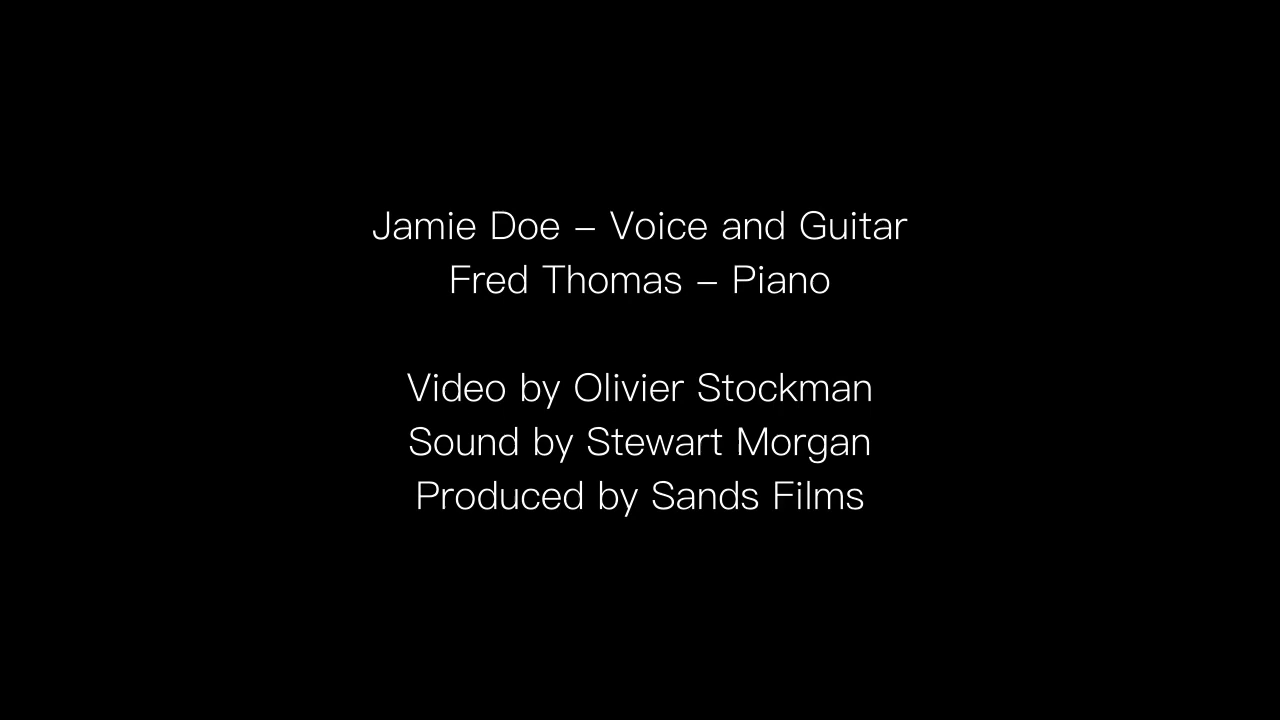 Jamie Doe – Voice and Guitar
Fred Thomas – Piano
Video by Olivier Stockman
Sound by Stewart Morgan
Produced by Sands Films